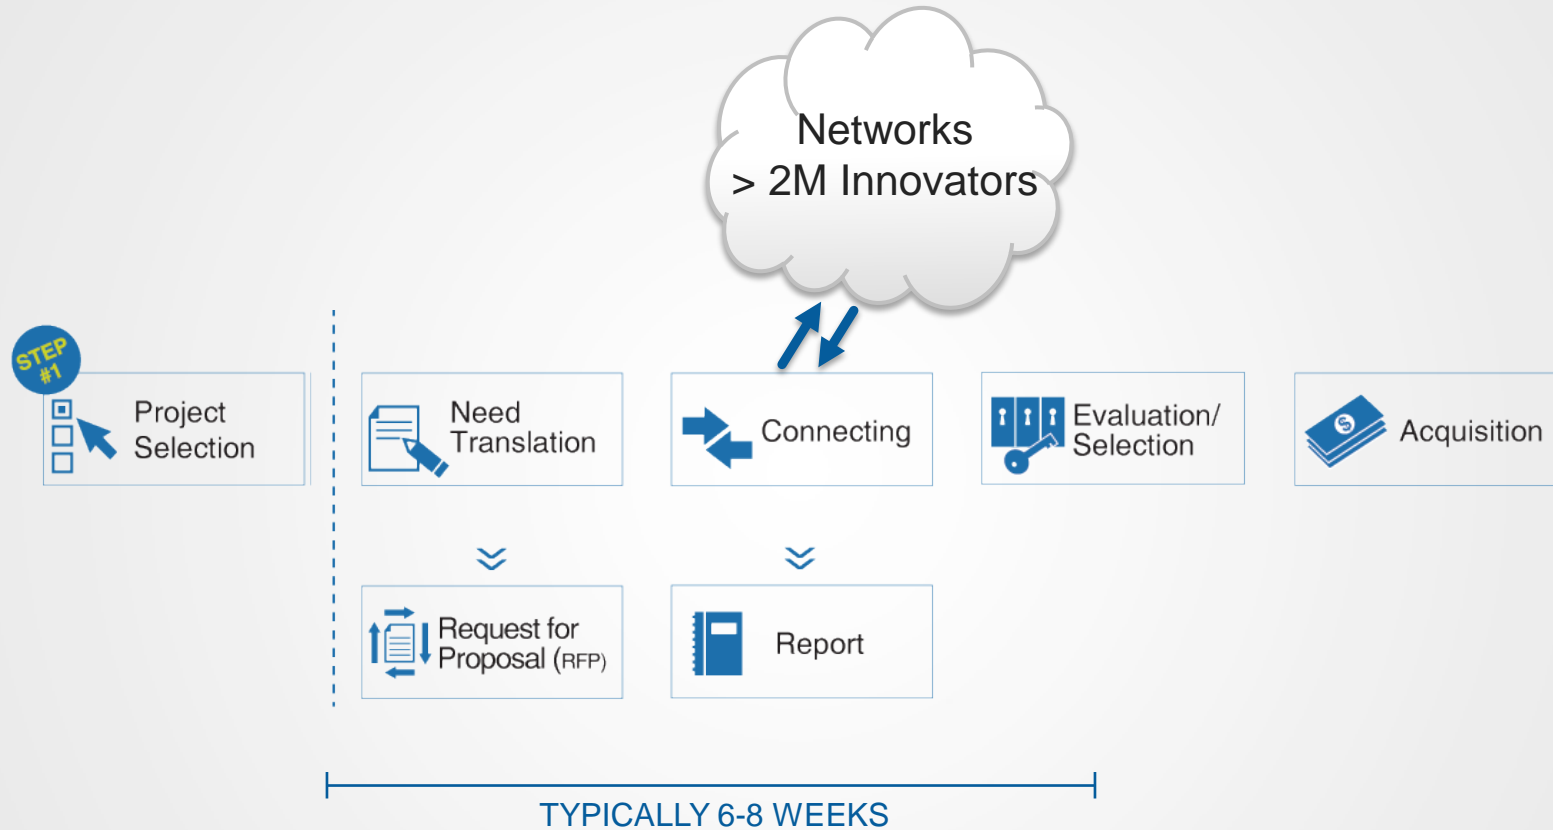 Networks
> 2M Innovators
STEP
#1
Project
Selection
Need
Translation
Connecting
Evaluation/
Selection
$
Acquisition
Request for
Proposal (RFP)
Report
TYPICALLY 6-8 WEEKS